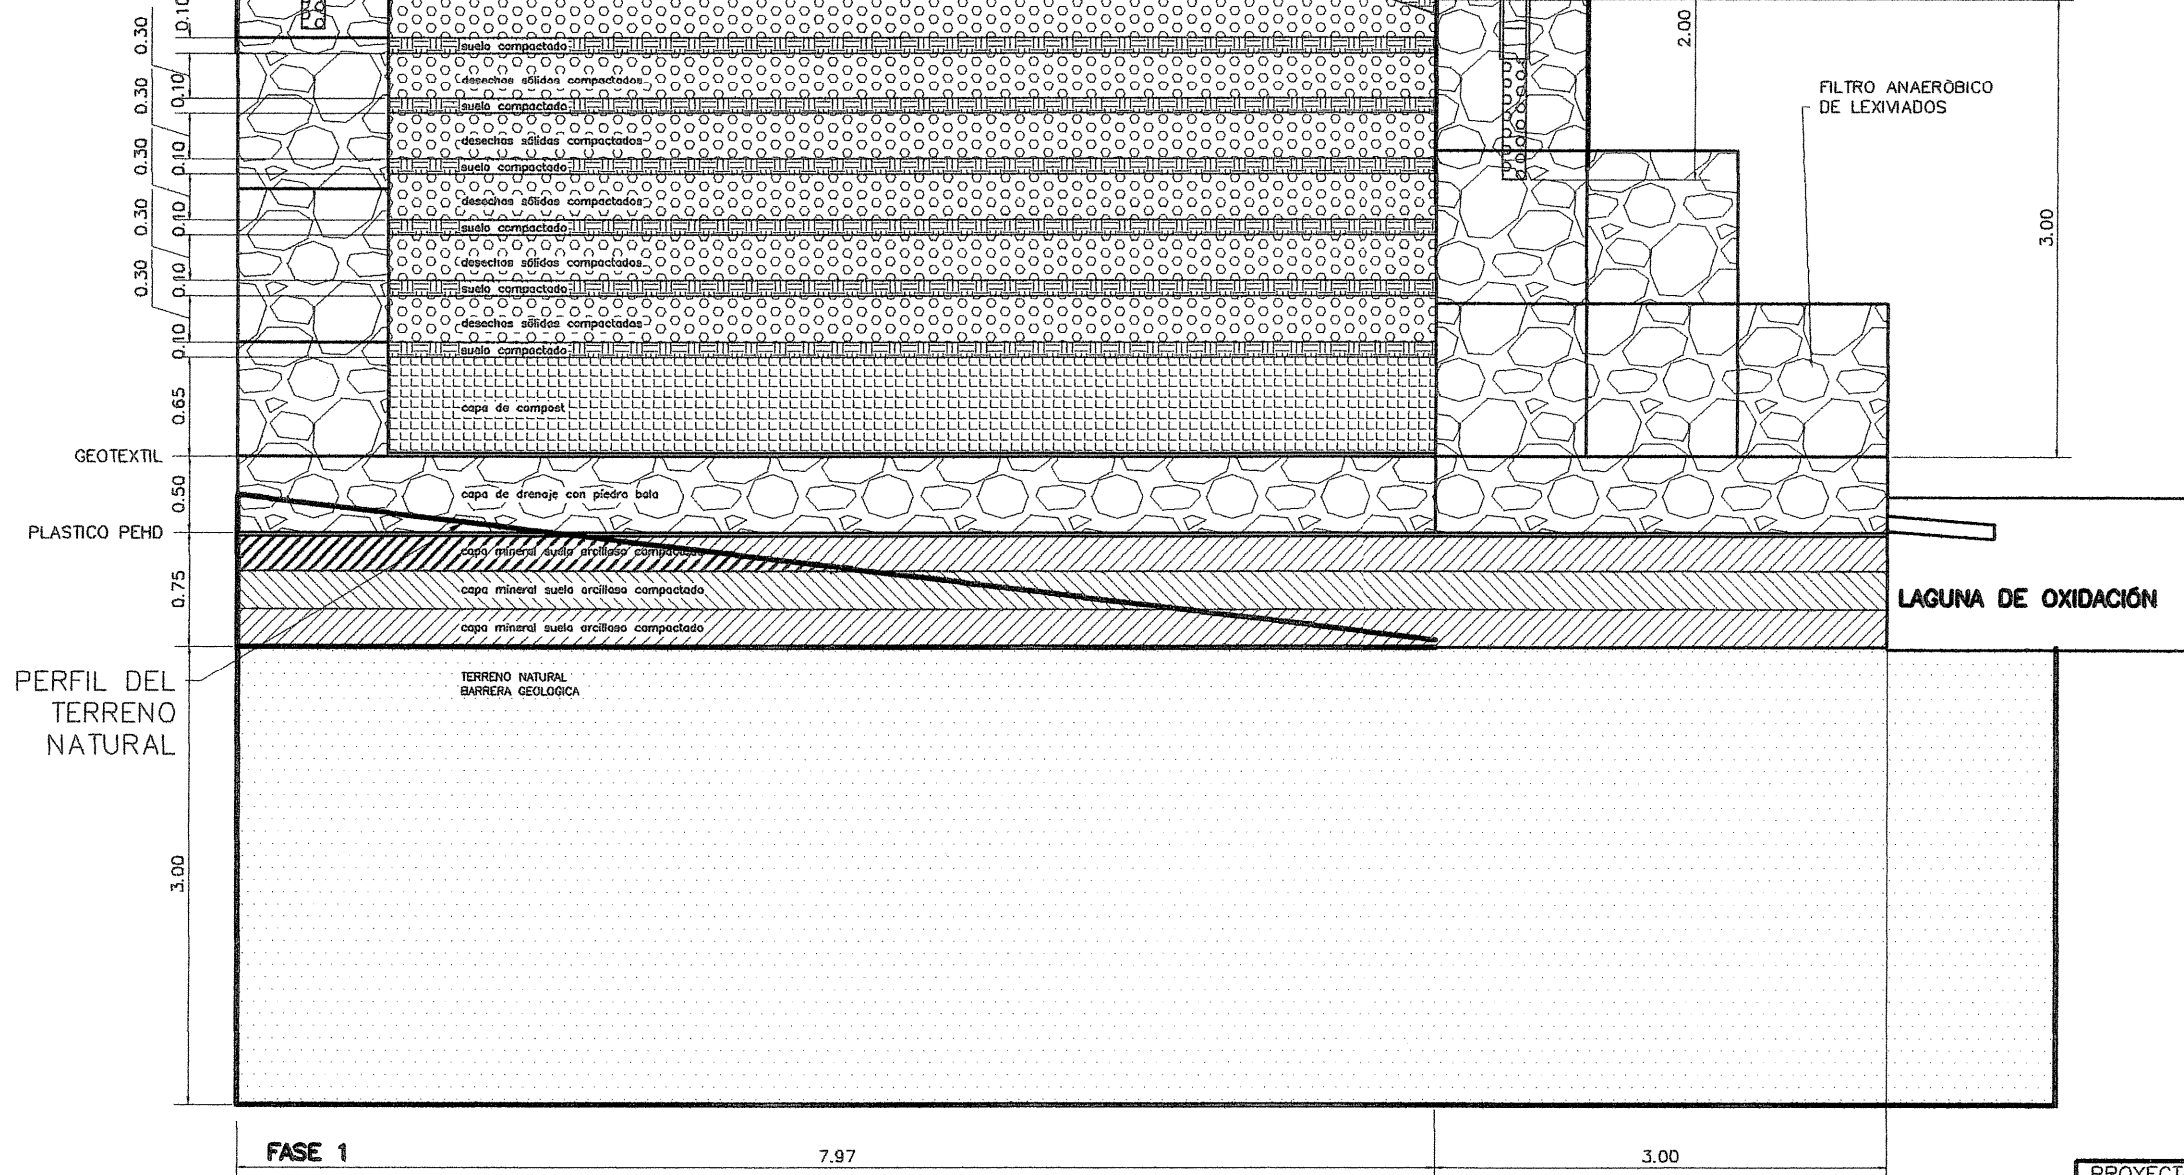 0.10
0.30
suelo compactado
2.00
desechos sólidos compactados
0.30
0.10
FILTRO ANAERÓBICO
DE LEXIVIADOS
suelo compactado
desechos sólidos compactados
0.30
0.10
suelo compactado
desechos sólidos compactados
0.30
0.10
suelo compactado
3.00
desechos sólidos compactados
0.30
0.10
suelo compactado
desechos sólidos compactados
0.10
suelo compactado
0.65
capa de compost
GEOTEXTIL
0.50
capa de drenaje con piedra bola
PLASTICO PEHD
capa mineral suelo arcilloso compactado
0.75
capa mineral suelo arcilloso compactado
LAGUNA DE OXIDACIÓN
capa mineral suelo arcilloso compactado
PERFIL DEL
TERRENO
NATURAL
TERRENO NATURAL
BARRERA GEOLOGICA
3.00
FASE 1
7.97
3.00